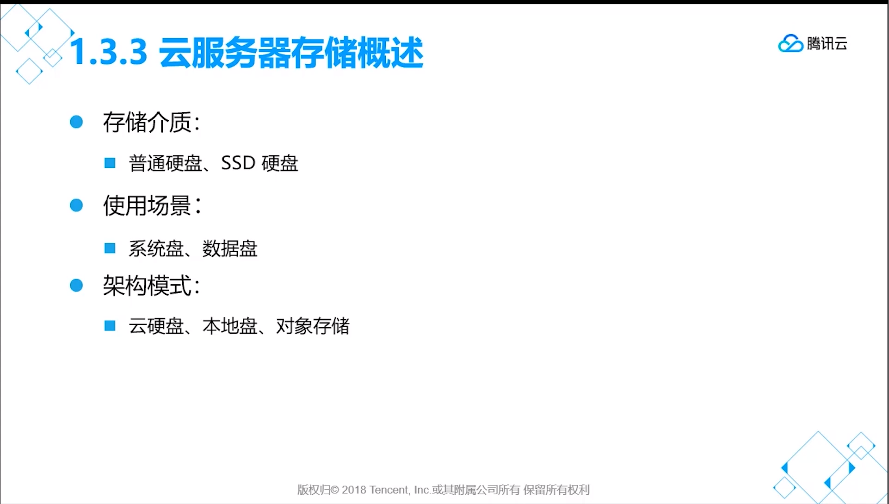 1.3.3 云服务器存储概述
腾讯云
存储介质：
普通硬盘、SSD 硬盘
使用场景：
系统盘、数据盘
架构模式：
云硬盘、本地盘、对象存储
版权归© 2018 Tencent, Inc.或其附属公司所有 保留所有权利